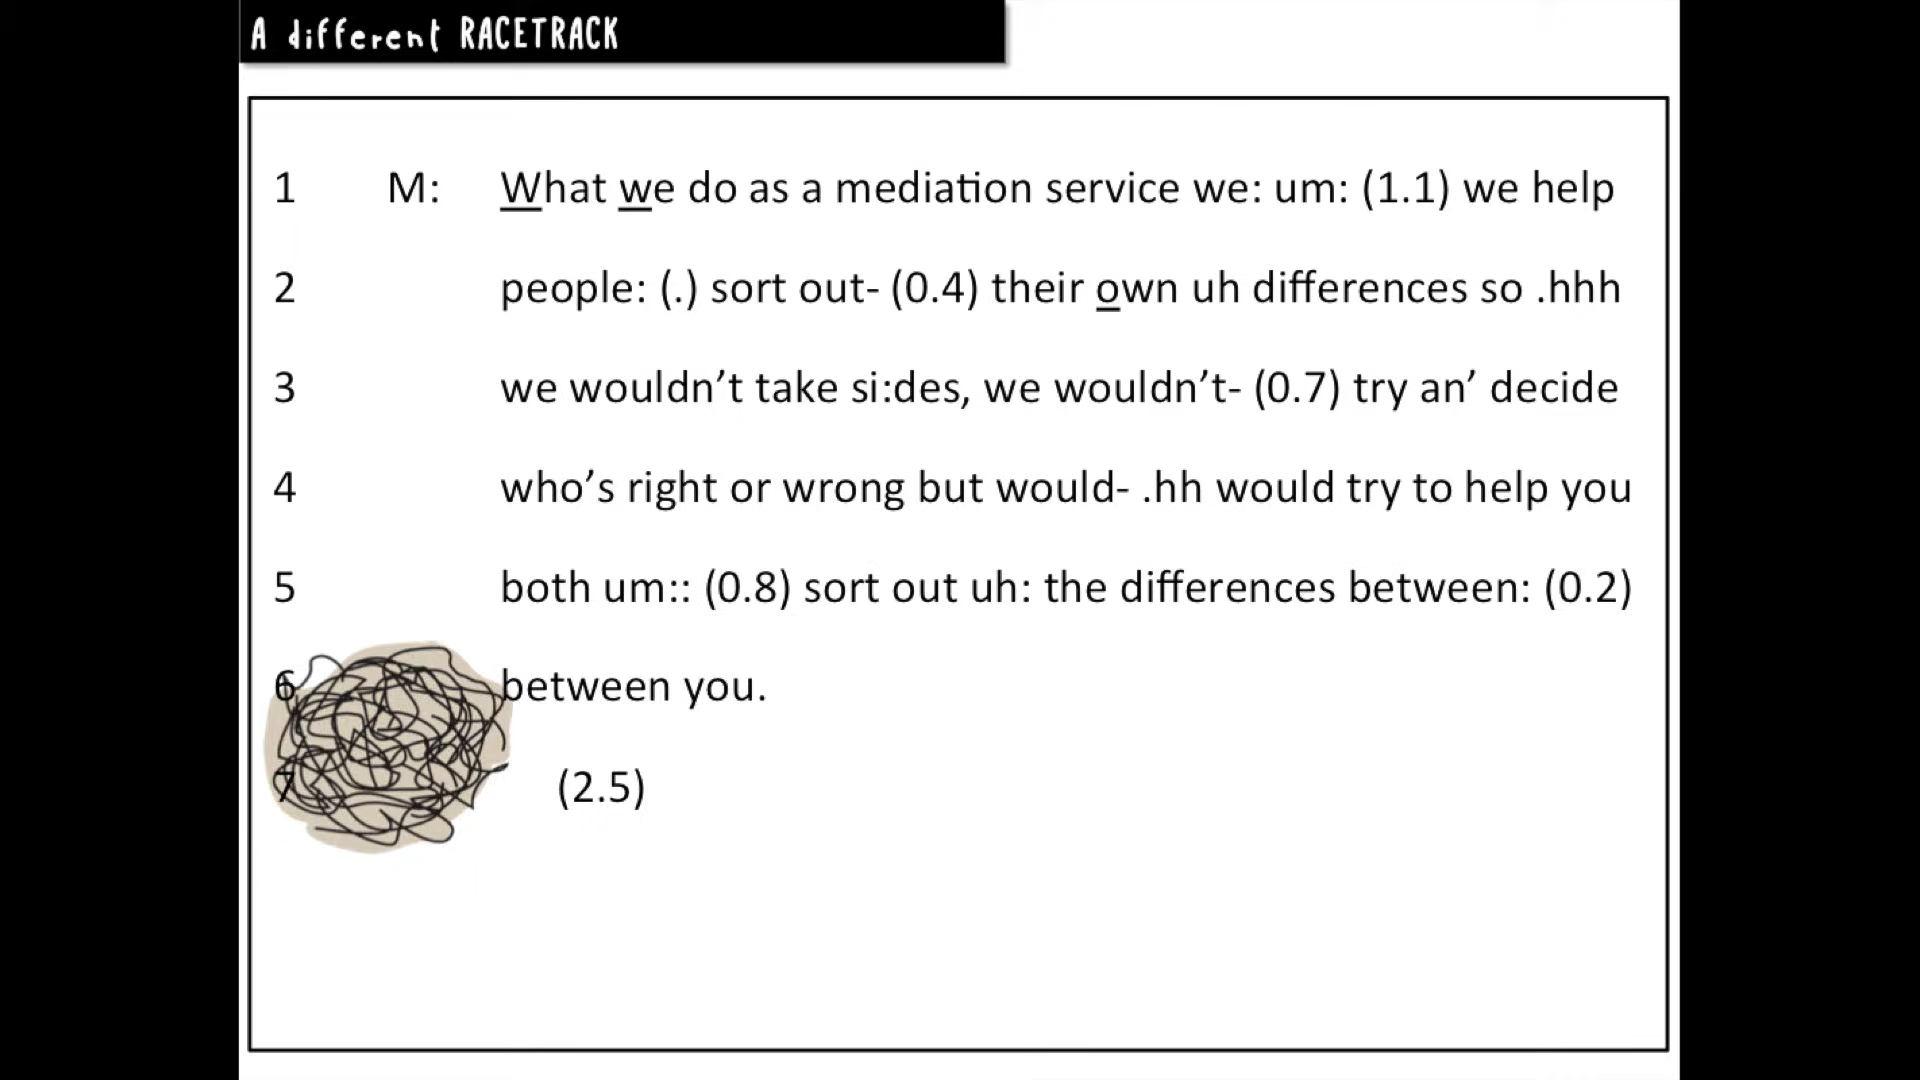 A different RACETRACK
1 M: What we do as a mediation service we: um: (1.1) we help
2 people: (.) sort out- (0.4) their own uh differences so .hhh
3 we wouldn’t take si:des, we wouldn’t- (0.7) try an’ decide
4 who’s right or wrong but would- .hh would try to help you
5 both um:: (0.8) sort out uh: the differences between: (0.2)
6 between you.
7 (2.5)